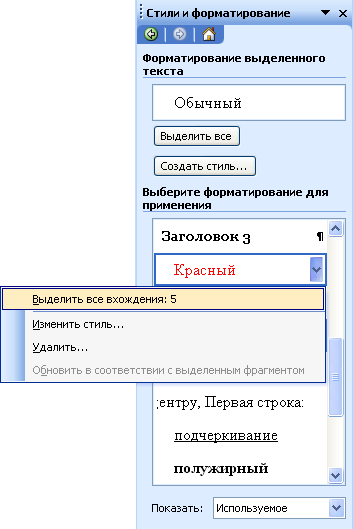 Стили и форматирование
Форматирование выделенного
текста
Обычный
Выделить все
Создать стиль...
Выберите форматирование для
применения
Заголовок 3 ¶
Красный
Выделить все вхождения: 5
Изменить стиль...
Удалить...
Обновить в соответствии с выделенным фрагментом
центру, Первая строка:
подчеркивание
полужирный
Показать: Используемое